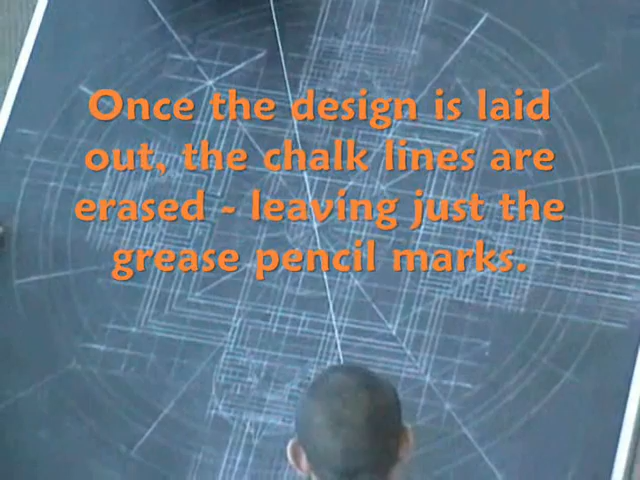 Once the design is laid
out, the chalk lines are
erased - leaving just the
grease pencil marks.